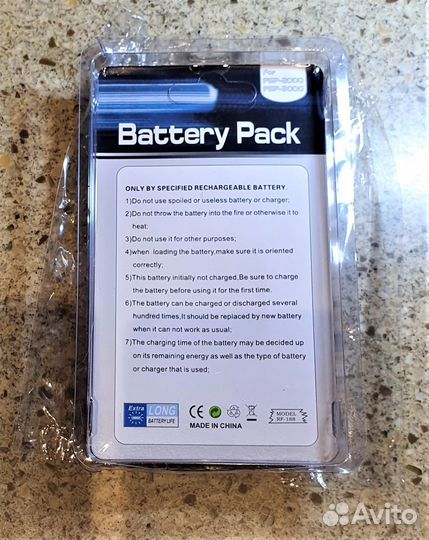 For
PSP-2000
PSP-3000
Battery Pack
ONLY BY SPECIFIED RECHARGEABLE BATTERY.
1)Do not use spoiled or useless battery or charger;
2)Do not throw the battery into the fire or otherwise it to
heat;
3)Do not use it for other purposes;
4)when loading the battery,make sure it is oriented
correctly;
5)This battery initially not charged,Be sure to charge
the battery before using it for the first time.
6)The battery can be charged or discharged several
hundred times,It should be replaced by new battery
when it can not work as usual;
7)The charging time of the battery may be decided up
on its remaining energy as well as the type of battery
or charger that is used;
Extra
LONG
BATTERY LIFE
CE
MADE IN CHINA
MODEL
RF-188
Avito